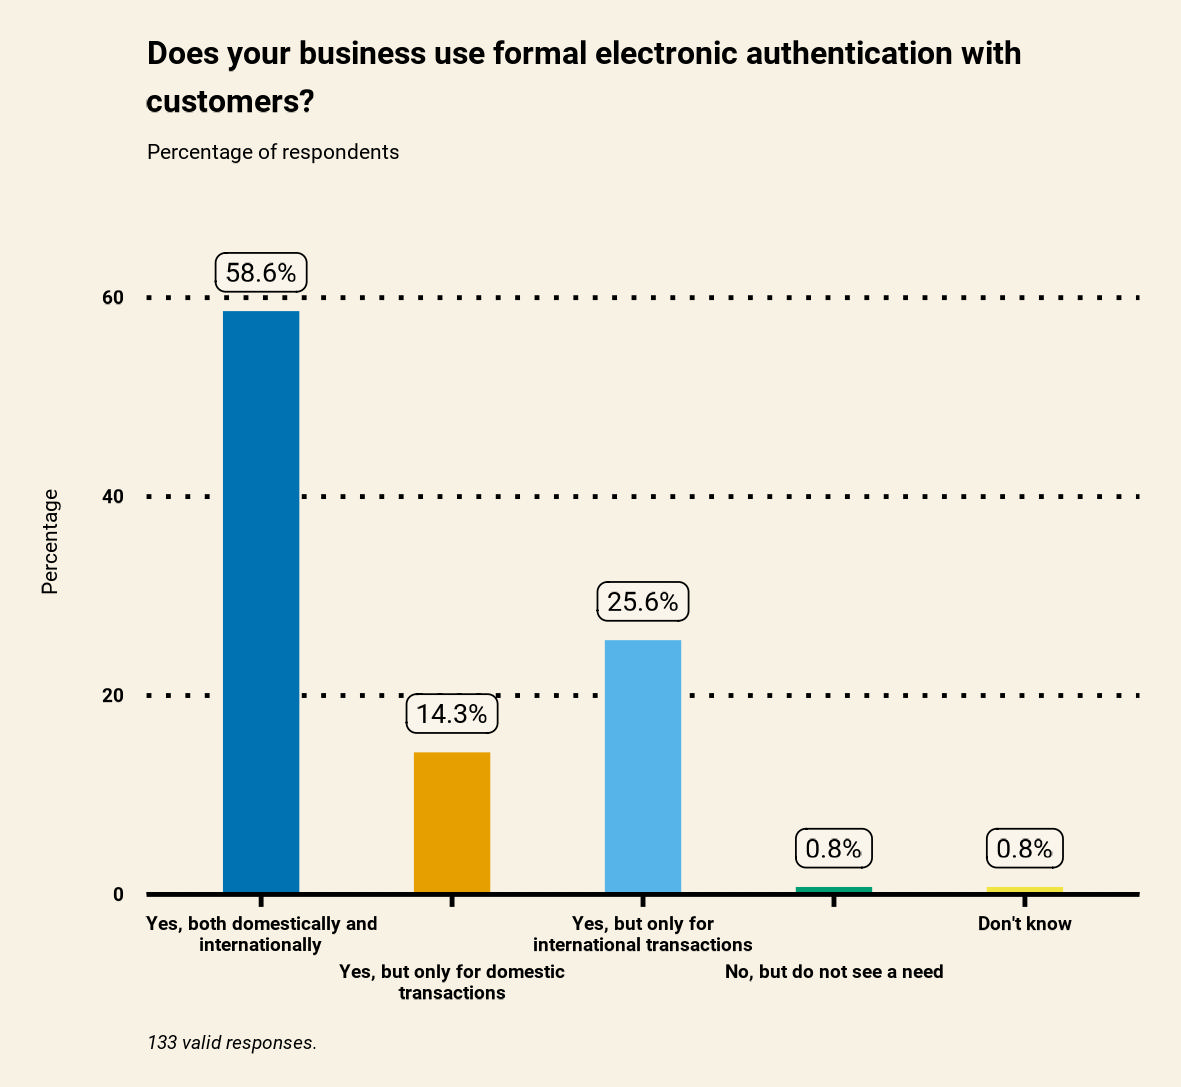 Does your business use formal electronic authentication with
customers?
Percentage of respondents
Percentage
60
40
20
0
58.6%
14.3%
25.6%
0.8%
0.8%
Yes, both domestically and
internationally
Yes, but only for domestic
transactions
Yes, but only for
international transactions
No, but do not see a need
Don't know
133 valid responses.